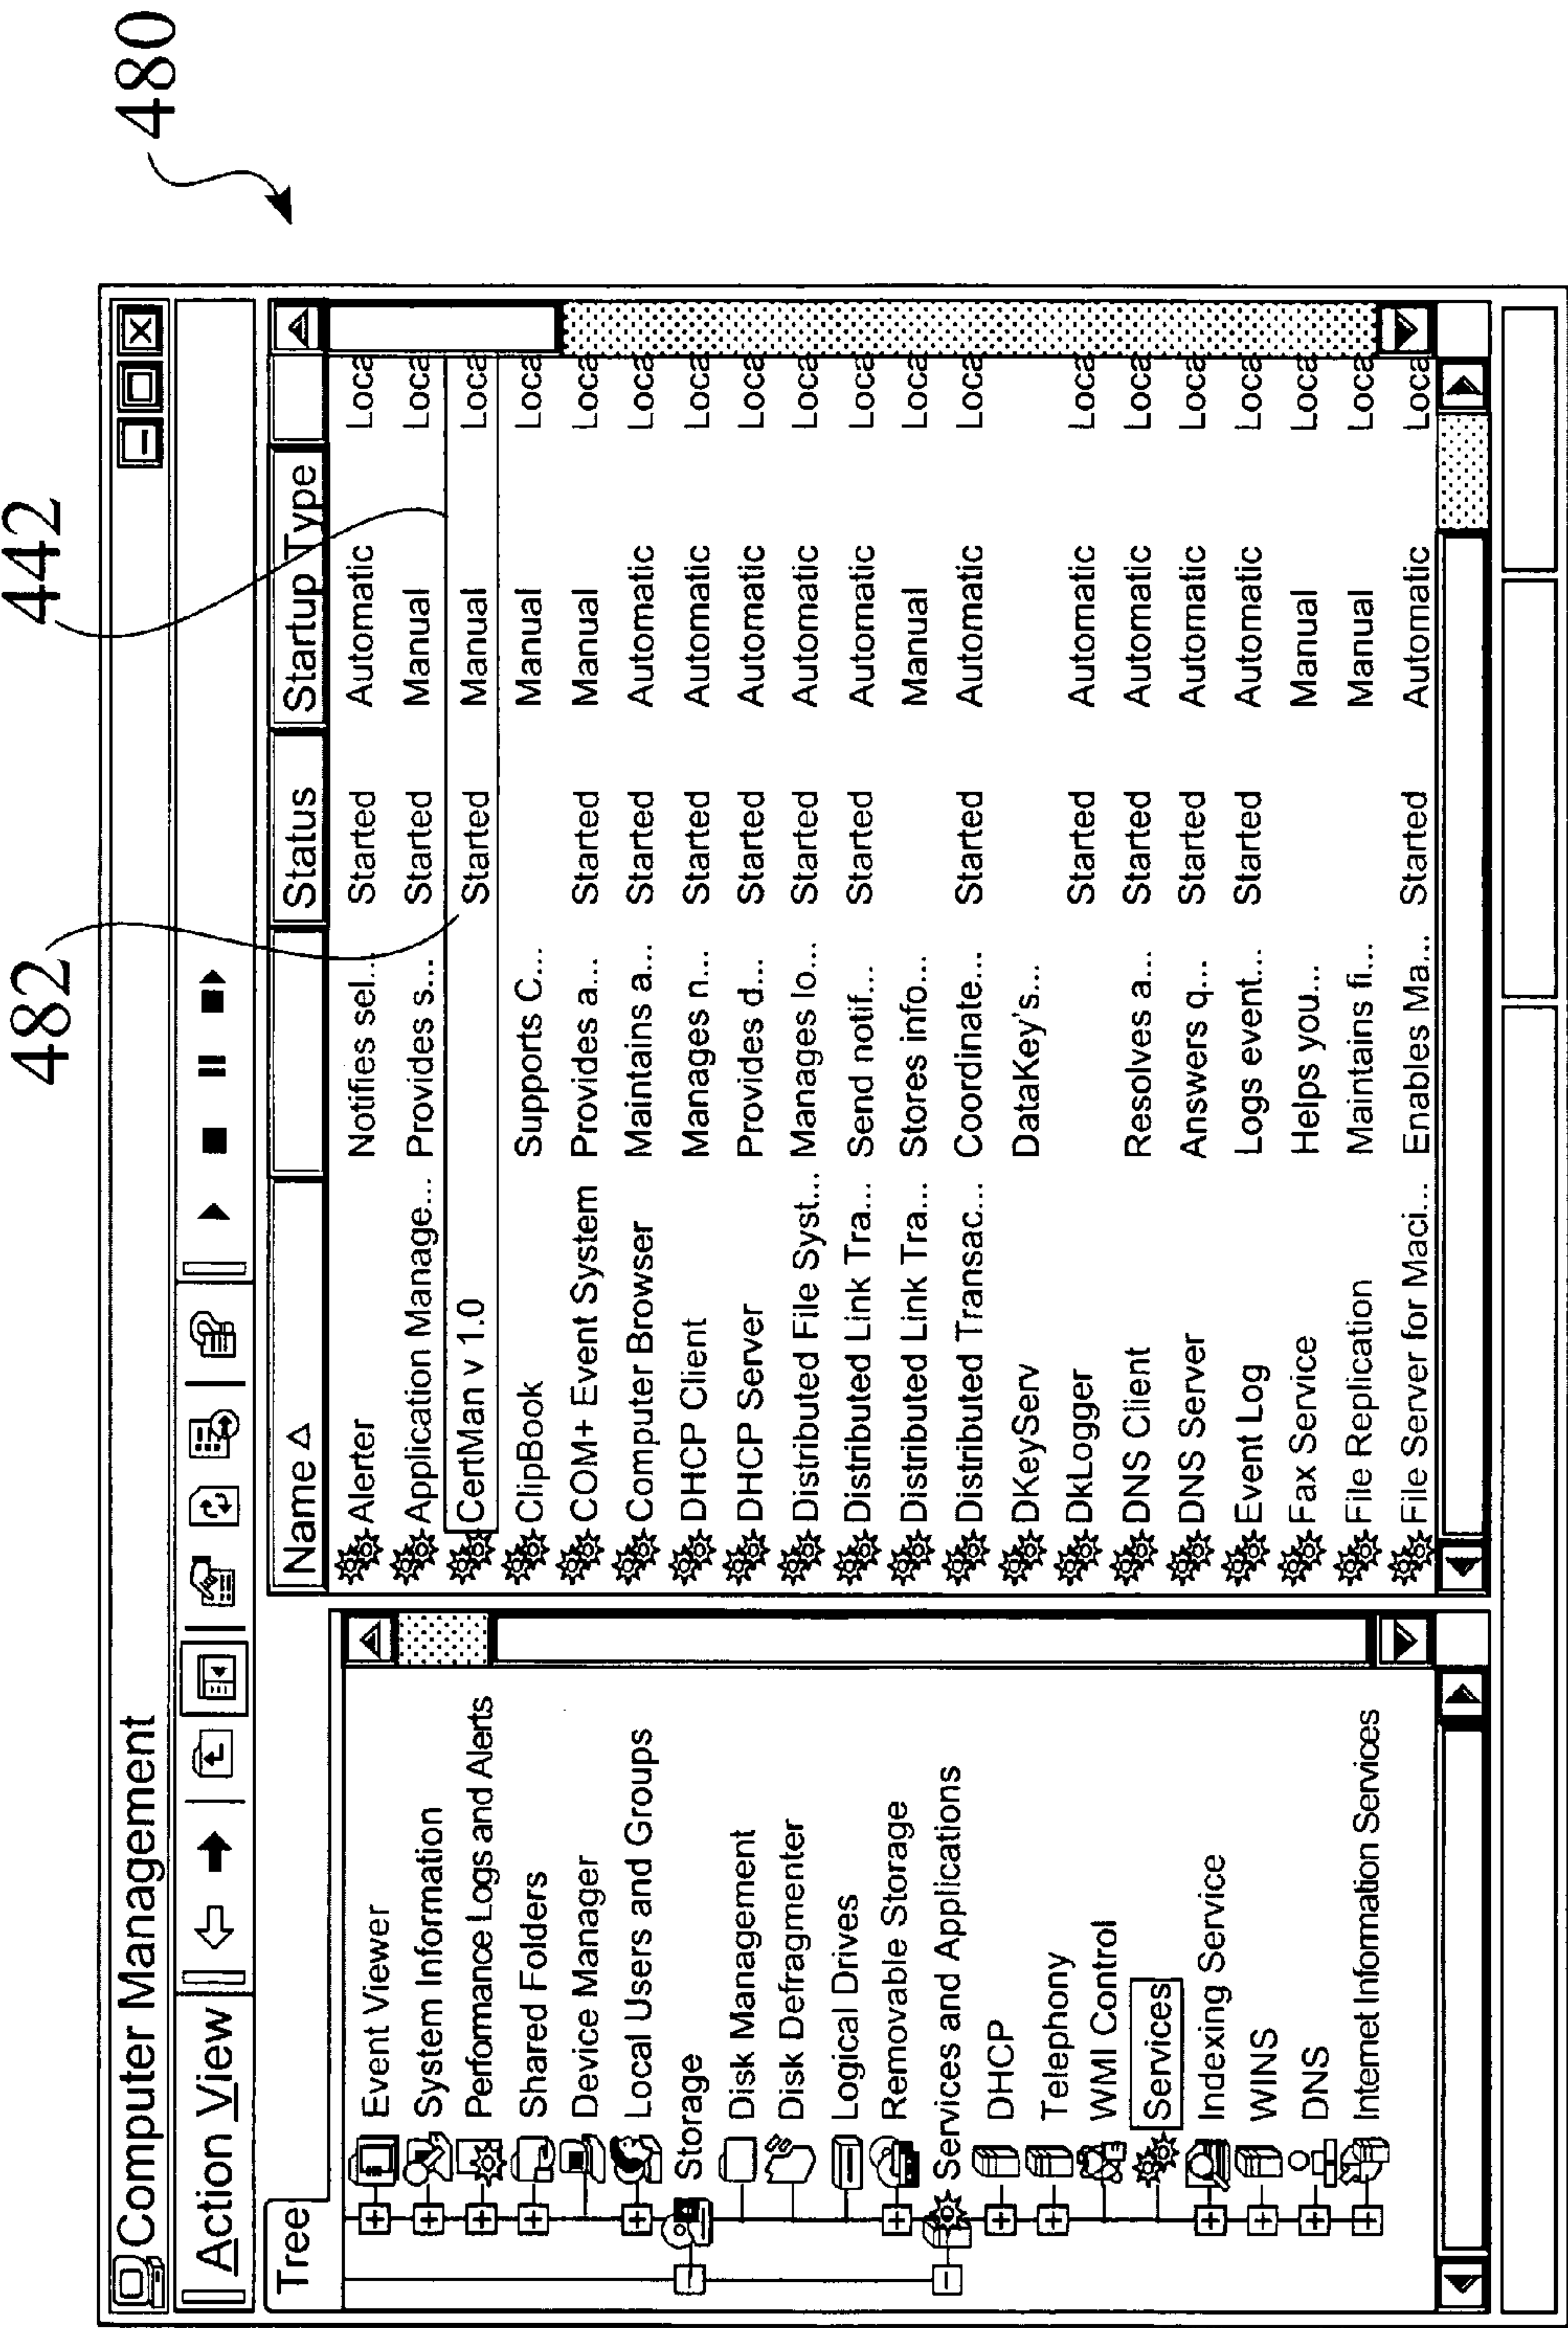 480
442
482
Computer Management
Action View
Tree
Event Viewer
System Information
Performance Logs and Alerts
Shared Folders
Device Manager
Local Users and Groups
Storage
Disk Management
Disk Defragmenter
Logical Drives
Removable Storage
Services and Applications
DHCP
Telephony
WMI Control
Services
Indexing Service
WINS
DNS
Internet Information Services
Name Status Startup Type
Alerter Notifies sel... Started Automatic Loca
Application Manage... Provides s... Started Manual Loca
CertMan v 1.0 Started Manual Loca
ClipBook Supports C... Manual Loca
COM+ Event System Provides a... Started Manual Loca
Computer Browser Maintains a... Started Automatic Loca
DHCP Client Manages n... Started Automatic Loca
DHCP Server Provides d... Started Automatic Loca
Distributed File Syst... Manages lo... Started Automatic Loca
Distributed Link Tra... Send notif... Started Automatic Loca
Distributed Link Tra... Stores info... Manual Loca
Distributed Transac... Coordinate... Started Automatic Loca
DKeyServ DataKey's...
DkLogger Started Automatic Loca
DNS Client Resolves a... Started Automatic Loca
DNS Server Answers q... Started Automatic Loca
Event Log Logs event... Started Automatic Loca
Fax Service Helps you... Manual Loca
File Replication Maintains fi... Manual Loca
File Server for Maci... Enables Ma... Started Automatic Loca